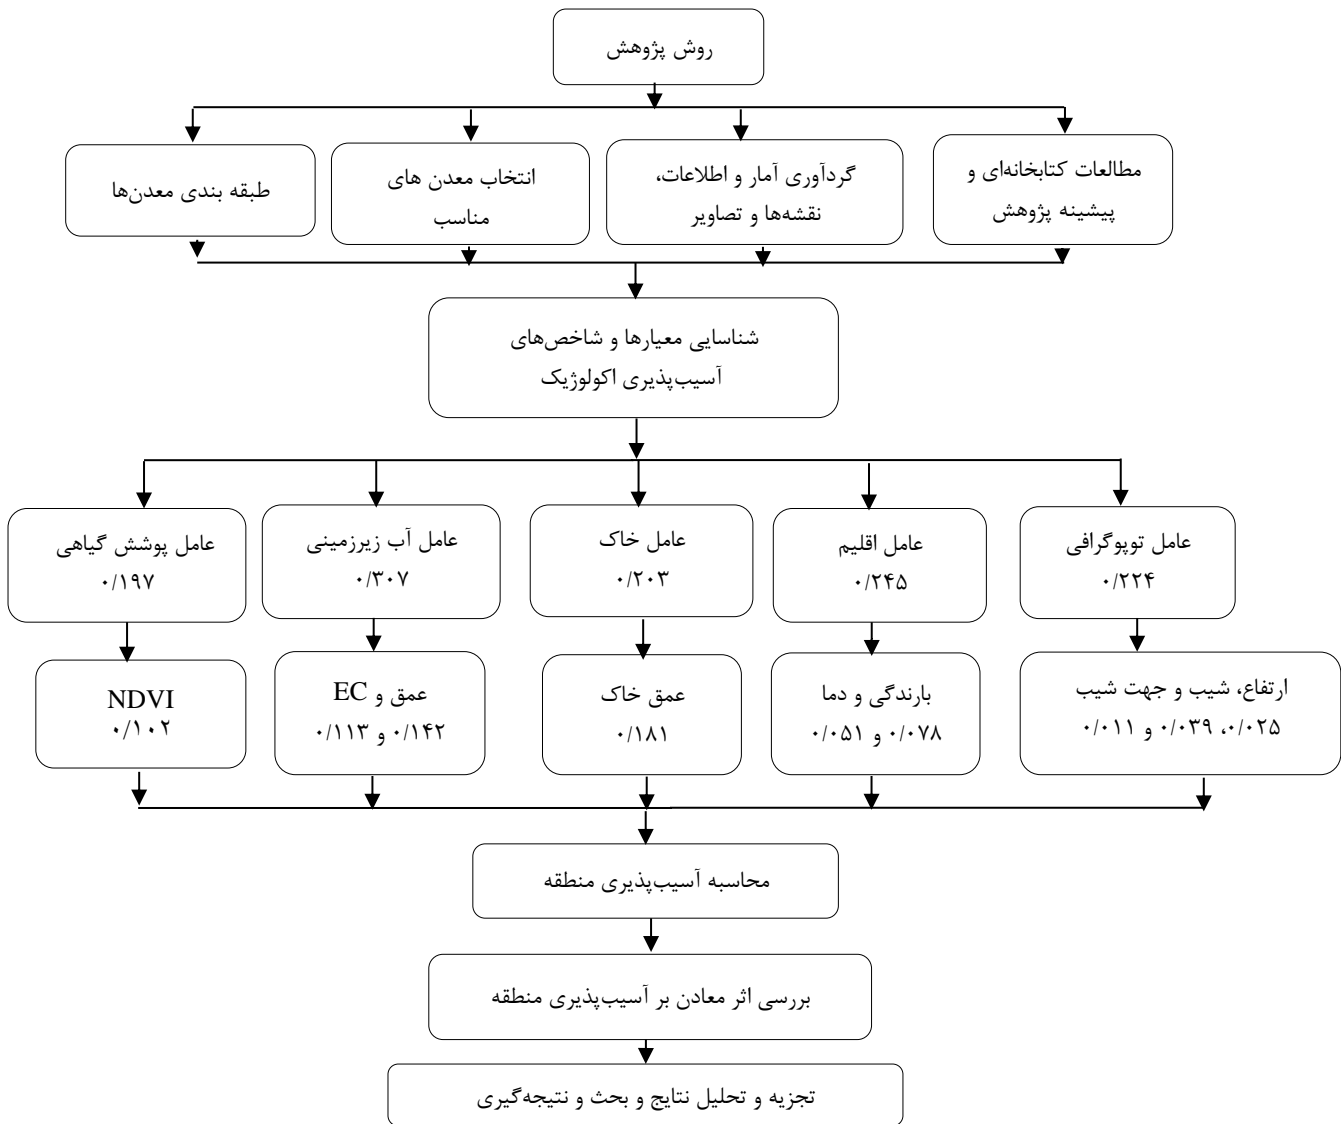 روش پژوهش
مطالعات کتابخانه‌ای و
پیشینه پژوهش
گردآوری آمار و اطلاعات،
نقشه‌ها و تصاویر
انتخاب معدن های
مناسب
طبقه بندی معدن‌ها
شناسایی معیارها و شاخص‌های
آسیب‌پذیری اکولوژیک
عامل توپوگرافی
۰/۲۲۴
عامل اقلیم
۰/۲۴۵
عامل خاک
۰/۲۰۳
عامل آب زیرزمینی
۰/۳۰۷
عامل پوشش گیاهی
۰/۱۹۷
ارتفاع، شیب و جهت شیب
۰/۰۲۵، ۰/۰۳۹ و ۰/۰۱۱
بارندگی و دما
۰/۰۷۸ و ۰/۰۵۱
عمق خاک
۰/۱۸۱
عمق و EC
۰/۱۴۲ و ۰/۱۱۳
NDVI
۰/۱۰۲
محاسبه آسیب‌پذیری منطقه
بررسی اثر معادن بر آسیب‌پذیری منطقه
تجزیه و تحلیل نتایج و بحث و نتیجه‌گیری